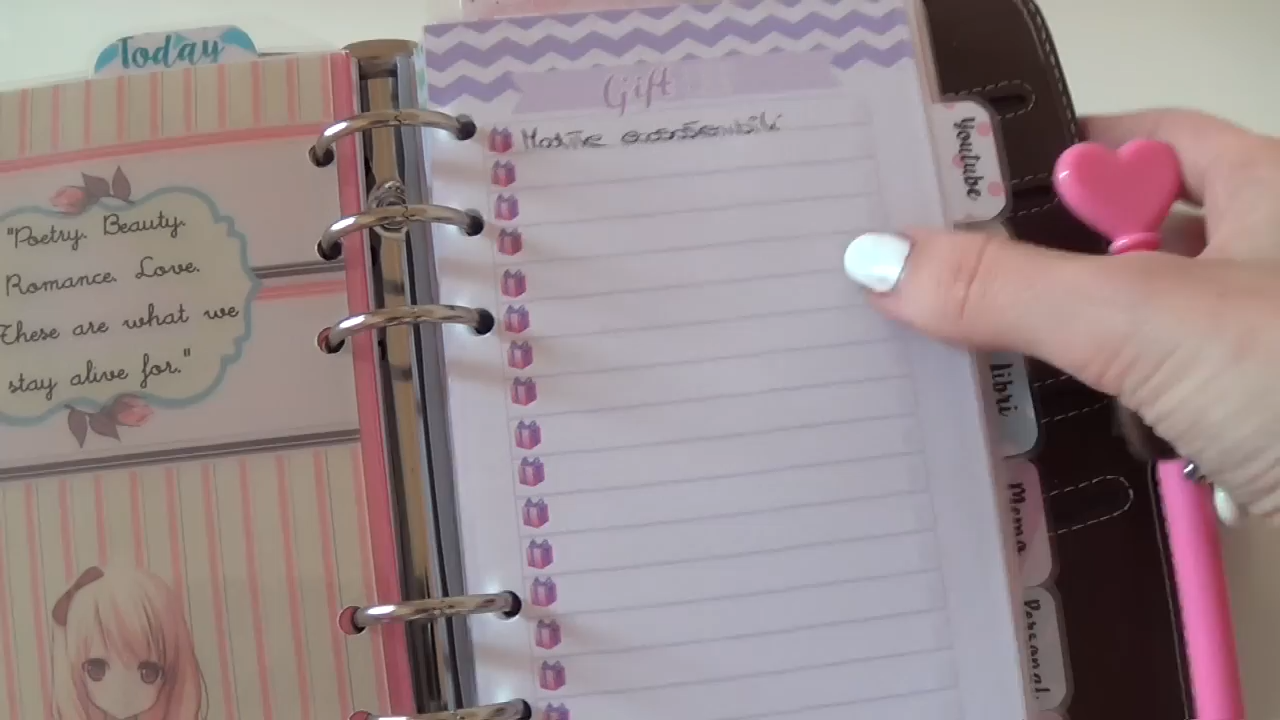 Today
"Poetry. Beauty.
Romance. Love.
These are what we
stay alive for."
Gift
Youtube
libri
Memo
Personal